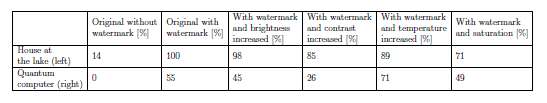 Original without Original with With watermark With watermark With watermark With watermark
watermark [%] watermark [%] and brightness and contrast and temperature and saturation [%]
increased [%] increased [%] increased [%]
House at
the lake (left) 14 100 98 85 89 71
Quantum
computer (right) 0 55 45 26 71 49